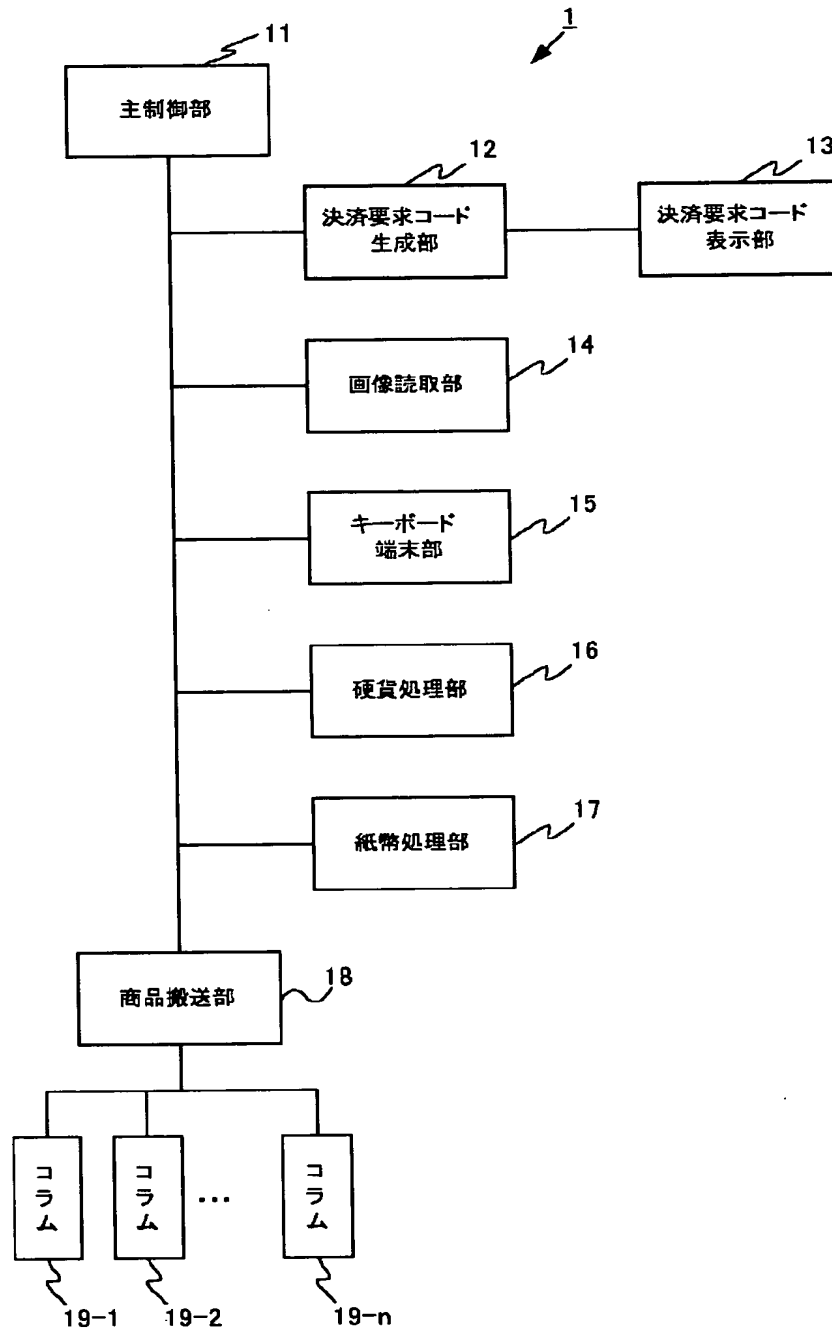 11
1
主制御部
12
13
決済要求コード
生成部
決済要求コード
表示部
14
画像読取部
15
キーボード
端末部
16
硬貨処理部
17
紙幣処理部
18
商品搬送部
コラム
コラム
...
コラム
19-1
19-2
19-n